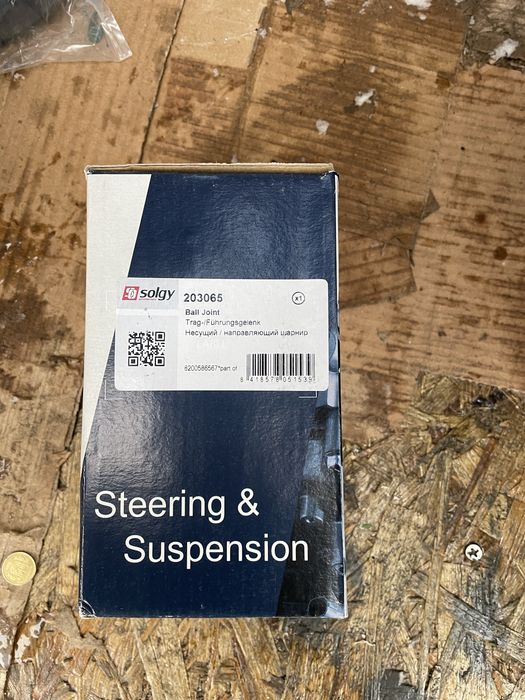 solgy
203065
x1
Ball Joint
Trag-/Führungsgelenk
Несущий / направляющий шарнир
8200586567*part of
8 418578 051539
Steering &
Suspension